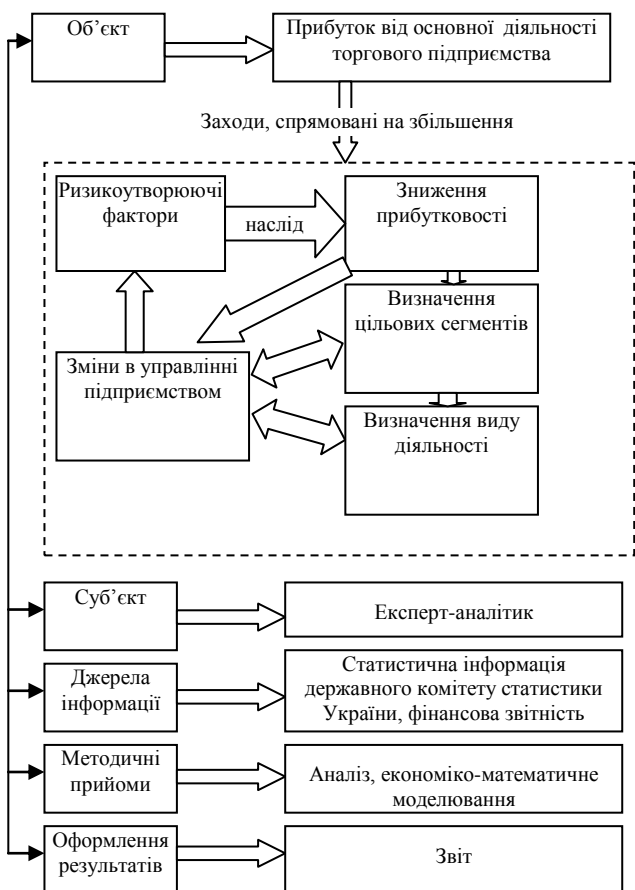 Об’єкт
Прибуток від основної діяльності
торгового підприємства
Заходи, спрямовані на збільшення
Ризикоутворюючі
фактори
наслід
Зниження
прибутковості
Визначення
цільових сегментів
Зміни в управлінні
підприємством
Визначення виду
діяльності
Суб’єкт
Експерт-аналітик
Джерела
інформації
Статистична інформація
державного комітету статистики
України, фінансова звітність
Методичні
прийоми
Аналіз, економіко-математичне
моделювання
Оформлення
результатів
Звіт